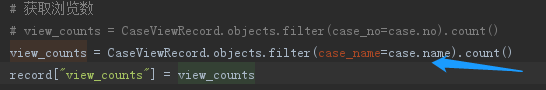 # 获取浏览数
# view_counts = CaseViewRecord.objects.filter(case_no=case.no).count()
view_counts = CaseViewRecord.objects.filter(case_name=case.name).count()
record["view_counts"] = view_counts